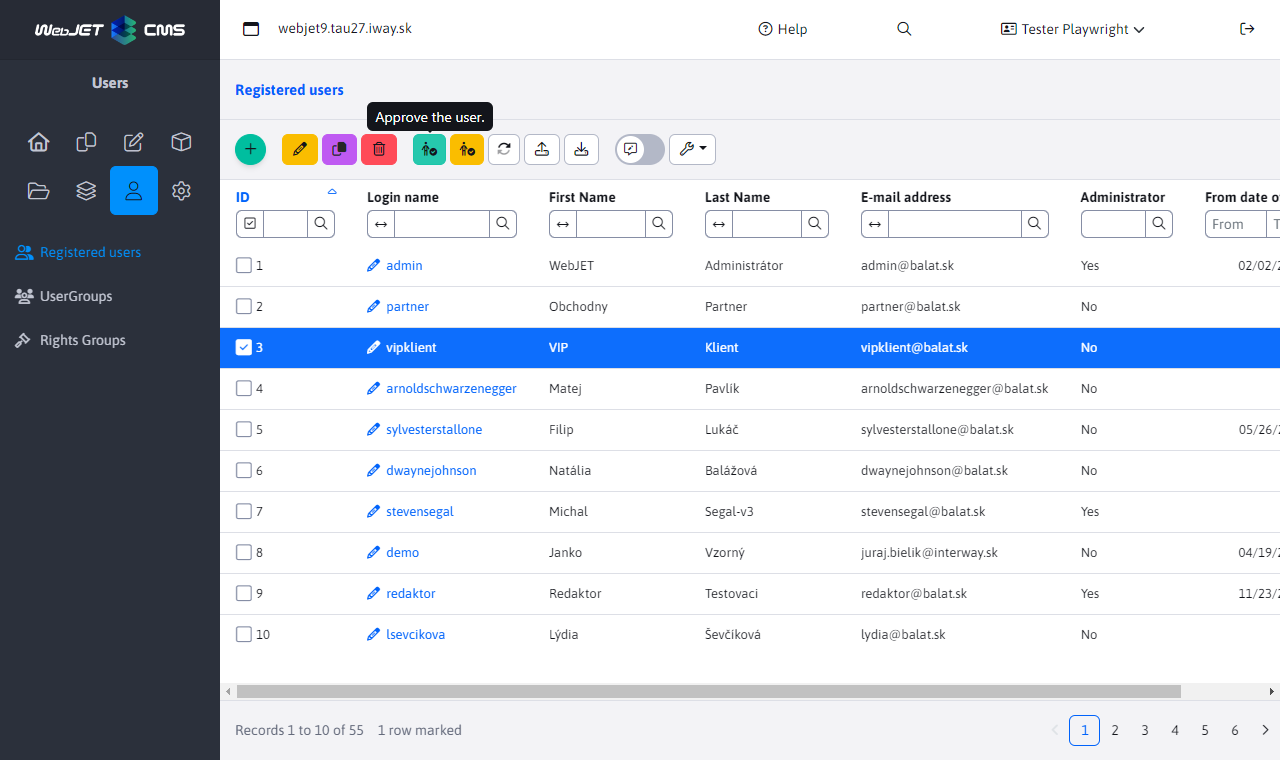 WebJET CMS
webjet9.tau27.iway.sk
Help
Tester Playwright
Users
Registered users
UserGroups
Rights Groups
Registered users
Approve the user.
ID Login name First Name Last Name E-mail address Administrator From date o
From T
1 admin WebJET Administrátor admin@balat.sk Yes 02/02/2
2 partner Obchodny Partner partner@balat.sk No
3 vipklient VIP Klient vipklient@balat.sk No
4 arnoldschwarzenegger Matej Pavlík arnoldschwarzenegger@balat.sk No
5 sylvesterstallone Filip Lukáč sylvesterstallone@balat.sk No 05/26/2
6 dwaynejohnson Natália Balážová dwaynejohnson@balat.sk No
7 stevensegal Michal Segal-v3 stevensegal@balat.sk Yes
8 demo Janko Vzorný juraj.bielik@interway.sk No 04/19/2
9 redaktor Redaktor Testovaci redaktor@balat.sk Yes 11/23/2
10 lsevcikova Lýdia Ševčíková lydia@balat.sk No
Records 1 to 10 of 55 1 row marked
1 2 3 4 5 6